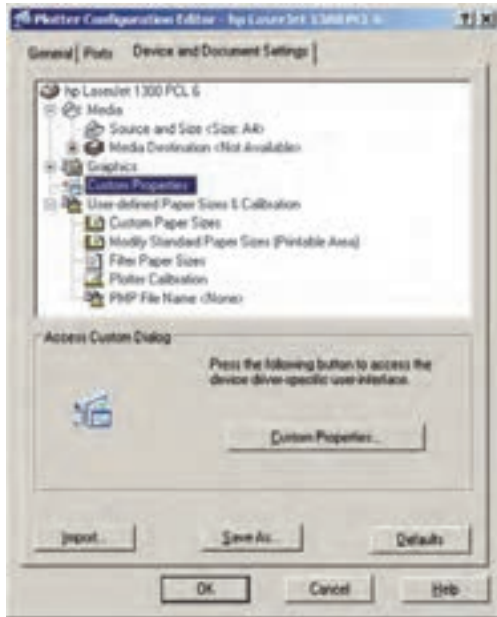 Plotter Configuration Editor - hp LaserJet 1300 PCL 6
General
Ports
Device and Document Settings
hp LaserJet 1300 PCL 6
Media
Source and Size <Size: A4>
Media Destination <Not Available>
Graphics
Custom Properties
User-defined Paper Sizes & Calibration
Custom Paper Sizes
Modify Standard Paper Sizes (Printable Area)
Filter Paper Sizes
Plotter Calibration
PMP File Name <None>
Access Custom Dialog
Press the following button to access the
device driver-specific user-interface.
Custom Properties...
Import...
Save As...
Defaults
OK
Cancel
Help